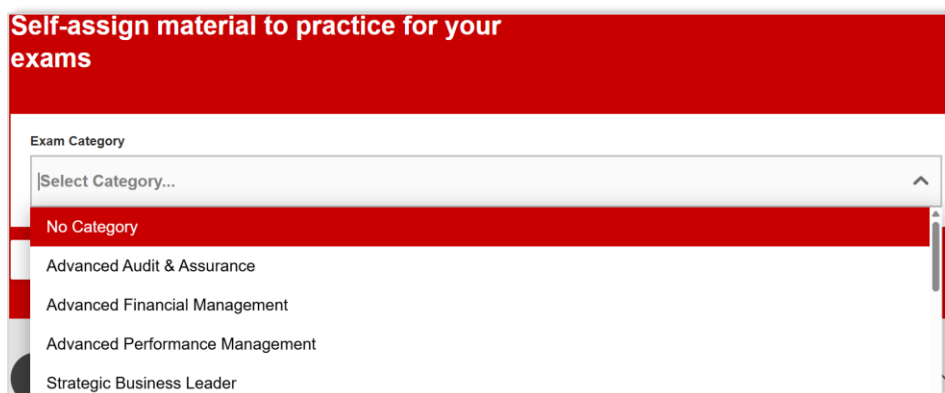 Self-assign material to practice for your
exams
Exam Category
Select Category...
No Category
Advanced Audit & Assurance
Advanced Financial Management
Advanced Performance Management
Strategic Business Leader